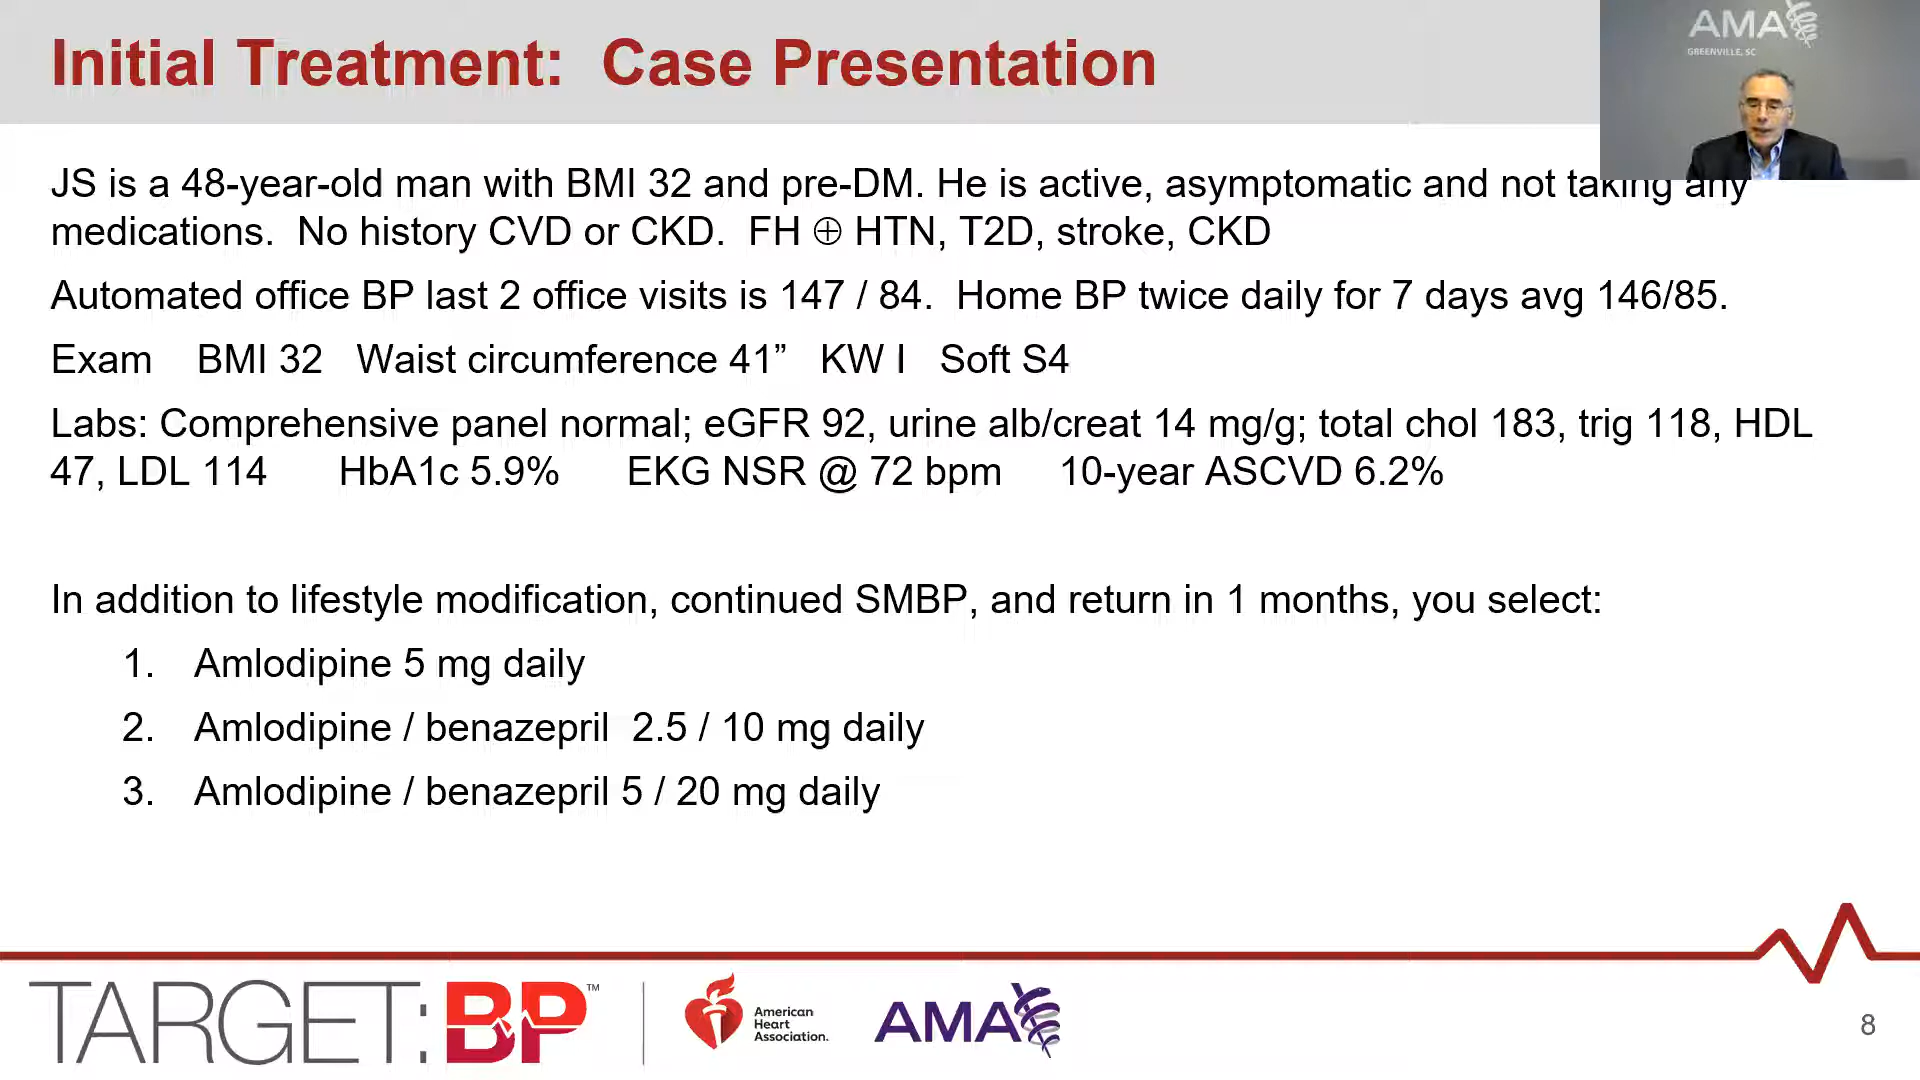 Initial Treatment:  Case Presentation
AMA
GREENVILLE, SC
JS is a 48-year-old man with BMI 32 and pre-DM. He is active, asymptomatic and not taking any
medications.  No history CVD or CKD.  FH ⊕ HTN, T2D, stroke, CKD
Automated office BP last 2 office visits is 147 / 84.  Home BP twice daily for 7 days avg 146/85.
Exam    BMI 32   Waist circumference 41”   KW I   Soft S4
Labs: Comprehensive panel normal; eGFR 92, urine alb/creat 14 mg/g; total chol 183, trig 118, HDL
47, LDL 114      HbA1c 5.9%      EKG NSR @ 72 bpm     10-year ASCVD 6.2%
In addition to lifestyle modification, continued SMBP, and return in 1 months, you select:
1. Amlodipine 5 mg daily
2. Amlodipine / benazepril  2.5 / 10 mg daily
3. Amlodipine / benazepril 5 / 20 mg daily
TARGET:BP™
American
Heart
Association.
AMA
8